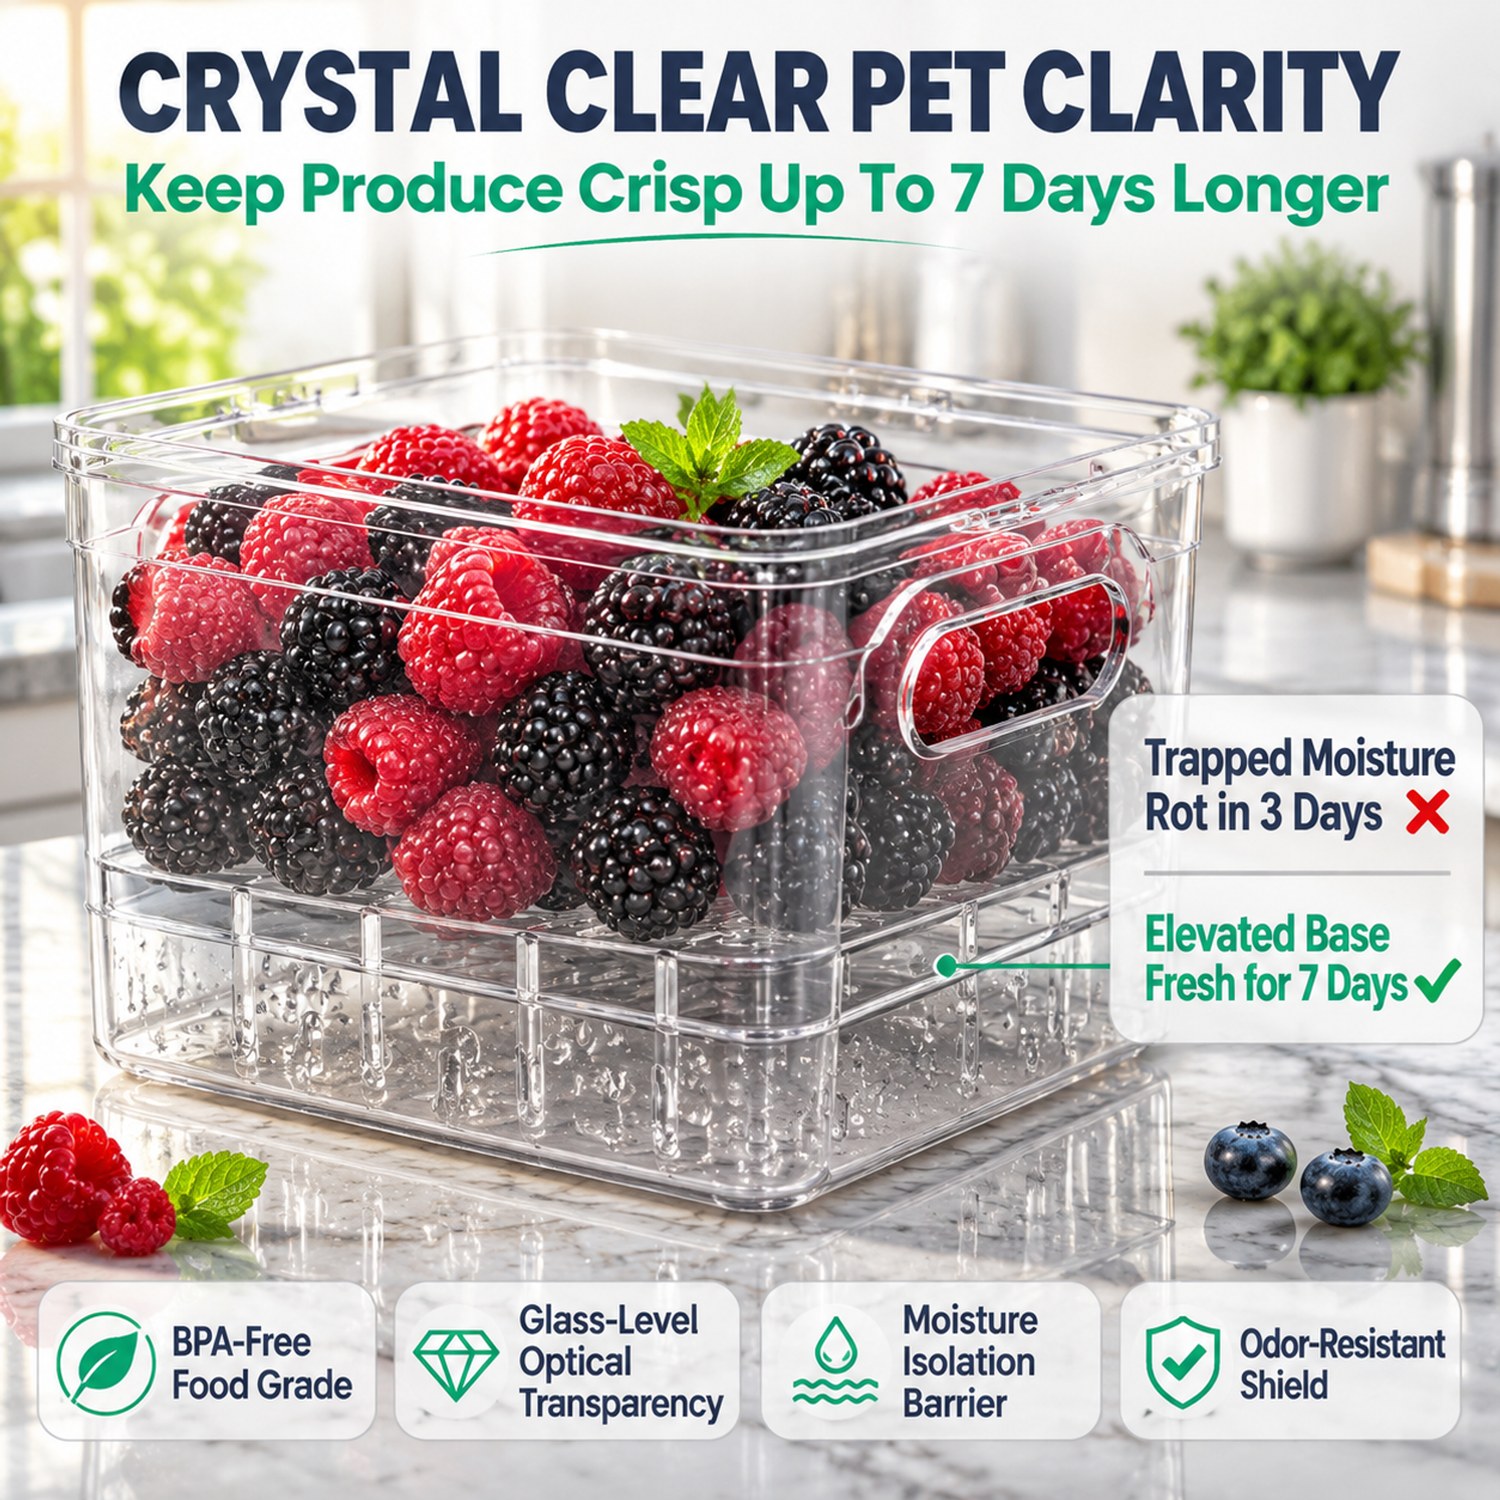 CRYSTAL CLEAR PET CLARITY
Keep Produce Crisp Up To 7 Days Longer
Trapped Moisture
Rot in 3 Days
Elevated Base
Fresh for 7 Days
BPA-Free
Food Grade
Glass-Level
Optical
Transparency
Moisture
Isolation
Barrier
Odor-Resistant
Shield